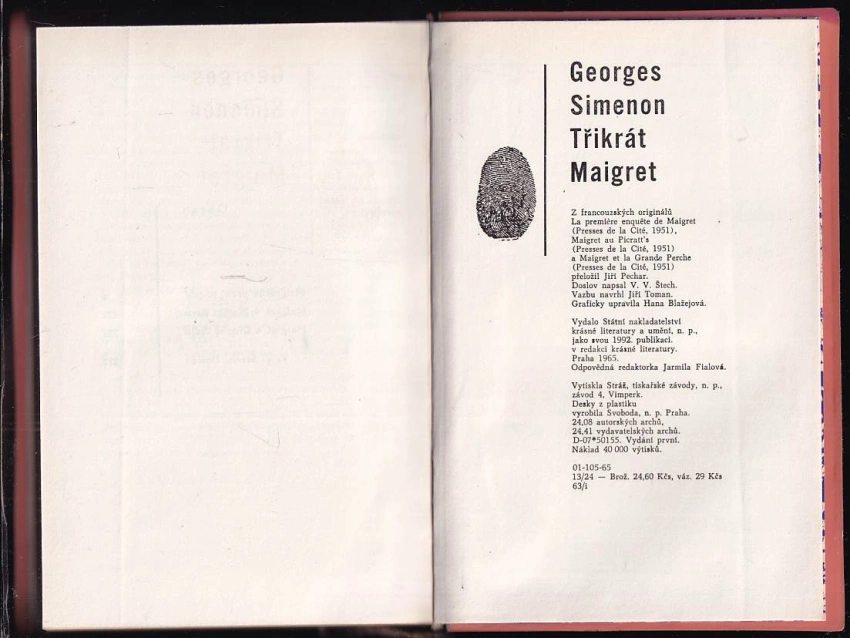 Georges
Simenon
Třikrát
Maigret
Z francouzských originálů
La première enquête de Maigret
(Presses de la Cité, 1951),
Maigret au Picratt's
(Presses de la Cité, 1951)
a Maigret et la Grande Perche
(Presses de la Cité, 1951)
přeložil Jiří Pechar.
Doslov napsal V. V. Štech.
Vazbu navrhl Jiří Toman.
Graficky upravila Hana Blažejová.
Vydalo Státní nakladatelství
krásné literatury a umění, n. p.,
jako svou 1992. publikaci.
v redakci krásné literatury.
Praha 1965.
Odpovědná redaktorka Jarmila Fialová.
Vytiskla Stráž, tiskařské závody, n. p.,
závod 4, Vimperk.
Desky z plastiku
vyrobila Svoboda, n. p. Praha.
24,08 autorských archů,
24,41 vydavatelských archů.
D-07*50155. Vydání první.
Náklad 40 000 výtisků.
01-105-65
13/24 — Brož. 24,60 Kčs, váz. 29 Kčs
63/I